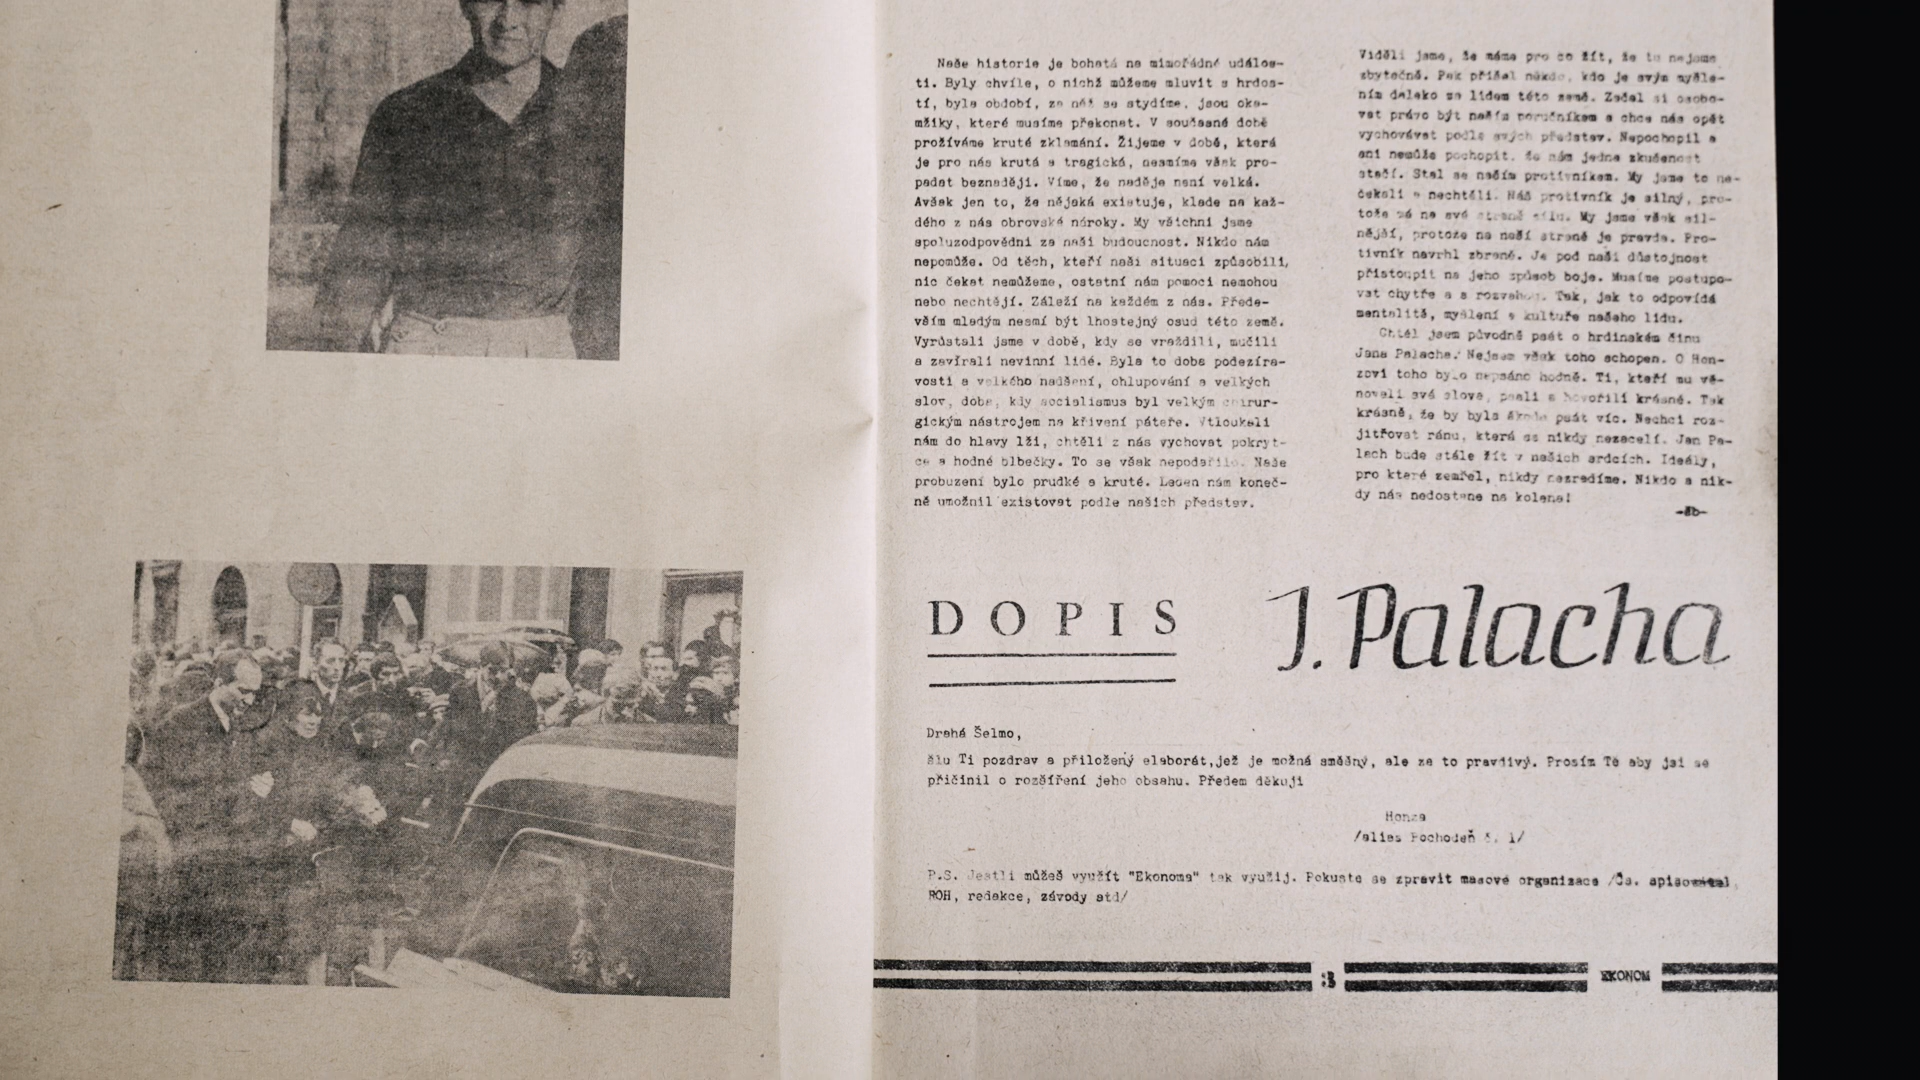 Naše historie je bohatá na mimořádné událos-
ti. Byly chvíle, o nichž můžeme mluvit s hrdos-
tí, byla období, za něž se stydíme, jsou oka-
mžiky, které musíme překonat. V současné době
prožíváme kruté zklamání. Žijeme v době, která
je pro nás krutá a tragická, nesmíme však pro-
padat beznaději. Víme, že naděje není velká.
Avšak jen to, že nějaká existuje, klade na kaž-
dého z nás obrovské nároky. My všichni jsme
spoluzodpovědni za naši budoucnost. Nikdo nám
nepomůže. Od těch, kteří naši situaci způsobili,
nic čekat nemůžeme, ostatní nám pomoci nemohou
nebo nechtějí. Záleží na každém z nás. Přede-
vším mladým nesmí být lhostejný osud této země.
Vyrůstali jsme v době, kdy se vraždili, mučili
a zavírali nevinní lidé. Byla to doba podezíra-
vosti a velkého nadšení, ohlupování a velkých
slov, doba, kdy socialismus byl velkým chirur-
gickým nástrojem na křivení páteře. Vtloukali
nám do hlavy lži, chtěli z nás vychovat pokryt-
ce a hodné blbečky. To se však nepodařilo. Naše
probuzení bylo prudké a kruté. Leden nám koneč-
ně umožnil existovat podle našich představ.
Viděli jsme, že máme pro co žít, že tu nejsme
zbytečně. Pak přišel někdo, kdo je svým myšle-
ním daleko za lidem této země. Začal si osobo-
vat právo být naším poručníkem a chce nás opět
vychovávat podle svých představ. Nepochopil a
ani nemůže pochopit, že nám jedna zkušenost
stačí. Stal se naším protivníkem. My jsme to ne-
čekali a nechtěli. Náš protivník je silný, pro-
tože má na své straně sílu. My jsme však sil-
nější, protože na naší straně je pravda. Pro-
tivník navrhl zbraně. Je pod naši důstojnost
přistoupit na jeho způsob boje. Musíme postupo-
vat chytře a s rozvahou. Tak, jak to odpovídá
mentalitě, myšlení a kultuře našeho lidu.
Chtěl jsem původně psát o hrdinském činu
Jana Palacha. Nejsem však toho schopen. O Hon-
zovi toho bylo napsáno hodně. Ti, kteří mu vě-
novali svá slova, psali a hovořili krásně. Tak
krásně, že by byla škoda psát víc. Nechci roz-
jitřovat ránu, která se nikdy nezacelí. Jan Pa-
lach bude stále žít v našich srdcích. Ideály,
pro které zemřel, nikdy nezradíme. Nikdo a nik-
dy nás nedostane na kolena!
DOPIS J. Palacha
Drahá Šelmo,
šlu Ti pozdrav a přiložený elaborát,jež je možná směšný, ale za to pravdivý. Prosím Tě aby jsi se
přičinil o rozšíření jeho obsahu. Předem děkuji
Honza
/alias Pochodeň č. 1/
P.S. Jestli můžeš využít "Ekonoma" tak využij. Pokuste se zpravit masové organizace /Čs. spisovatel,
ROH, redakce, závody atd/
3 EKONOM